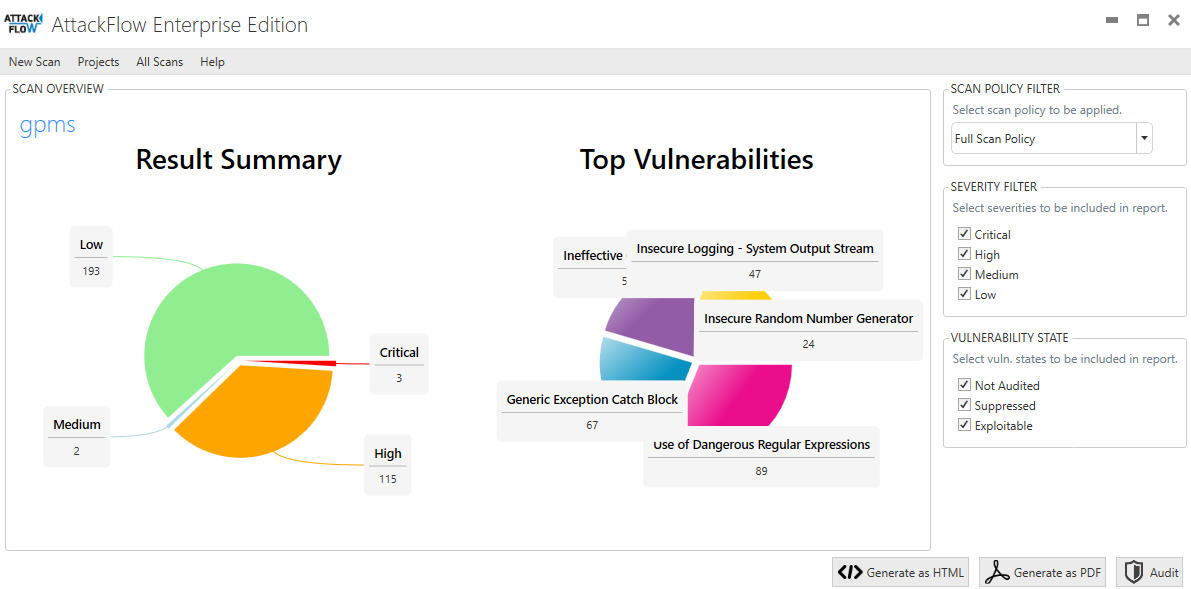 ATTACK
FLOW
AttackFlow Enterprise Edition
New Scan Projects All Scans Help
SCAN OVERVIEW
gpms
Result Summary
Low
193
Critical
3
Medium
2
High
115
Top Vulnerabilities
Ineffective
5
Insecure Logging - System Output Stream
47
Insecure Random Number Generator
24
Generic Exception Catch Block
67
Use of Dangerous Regular Expressions
89
SCAN POLICY FILTER
Select scan policy to be applied.
Full Scan Policy
SEVERITY FILTER
Select severities to be included in report.
Critical
High
Medium
Low
VULNERABILITY STATE
Select vuln. states to be included in report.
Not Audited
Suppressed
Exploitable
Generate as HTML
Generate as PDF
Audit